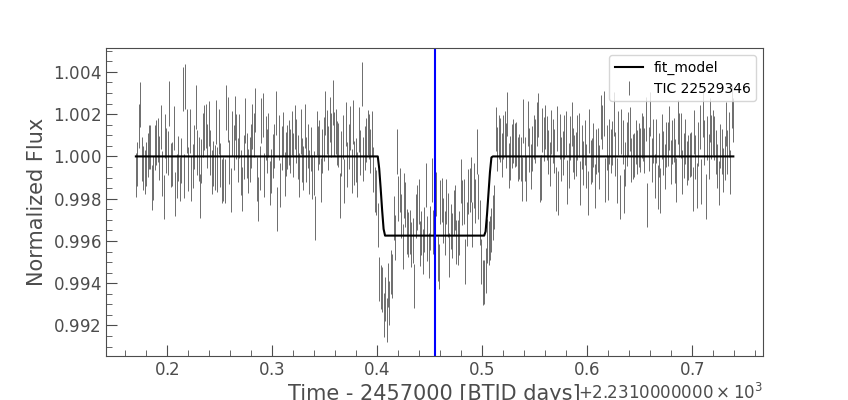 fit_model
TIC 22529346
1.004
1.002
1.000
0.998
0.996
0.994
0.992
Normalized Flux
0.2 0.3 0.4 0.5 0.6 0.7
Time - 2457000 [BTJD days]
+2.2310000000 × 10³